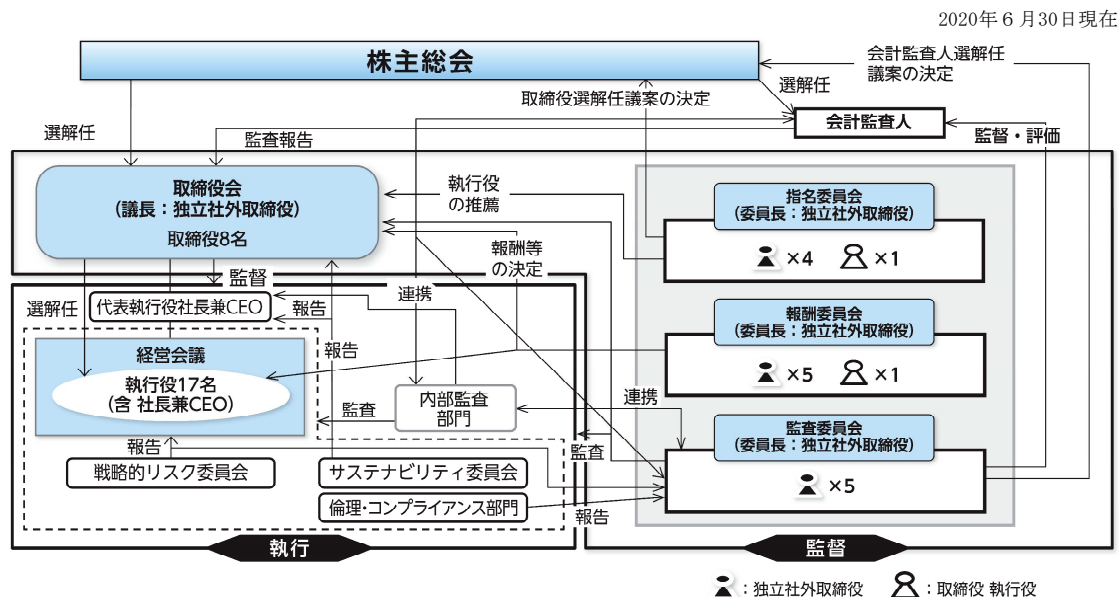 2020年６月30日現在
株主総会
会計監査人選解任
議案の決定
選解任
取締役選解任議案の決定
会計監査人
選解任
監査報告
監督・評価
取締役会
（議長：独立社外取締役）
取締役8名
執行役
の推薦
指名委員会
（委員長：独立社外取締役）
×4
×1
報酬等
の決定
監督
連携
選解任
代表執行役社長兼CEO
報告
報酬委員会
（委員長：独立社外取締役）
×5
×1
経営会議
執行役17名
（含 社長兼CEO）
報告
内部監査
部門
監査
連携
監査委員会
（委員長：独立社外取締役）
×5
報告
監査
戦略的リスク委員会
サステナビリティ委員会
倫理・コンプライアンス部門
報告
執行
監督
：独立社外取締役
：取締役 執行役